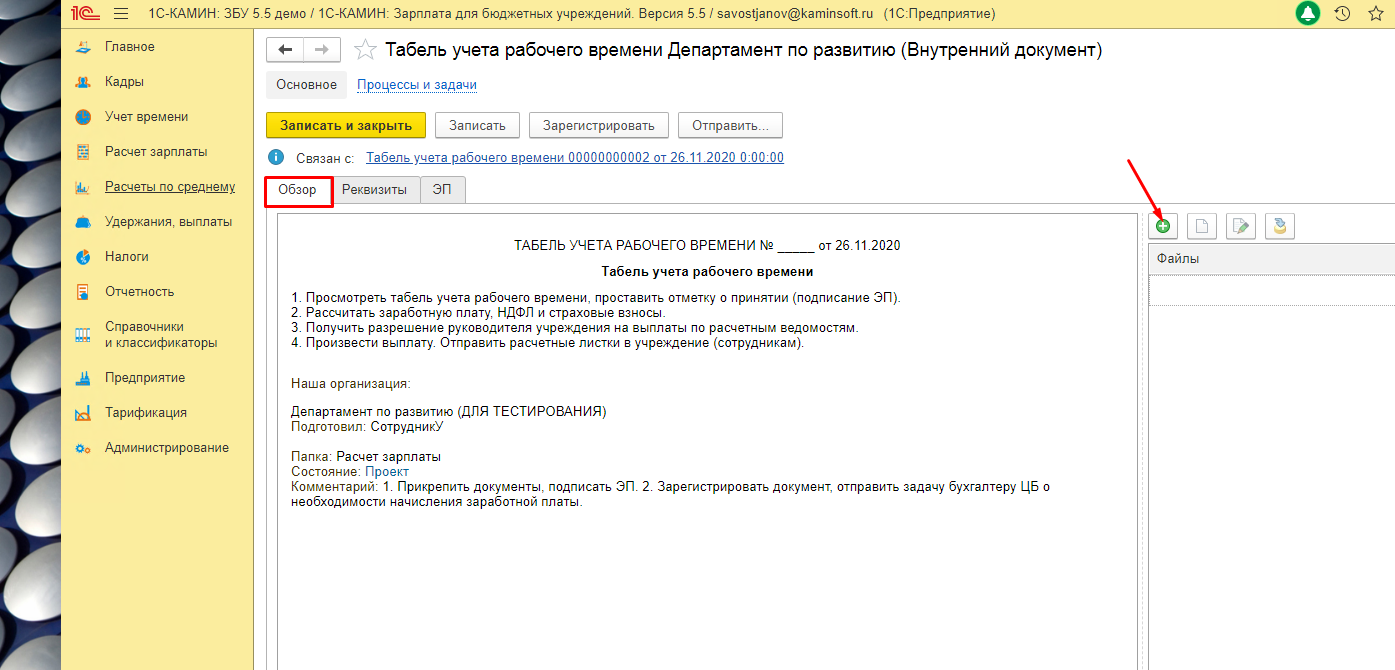 1С-КАМИН: ЗБУ 5.5 демо / 1С-КАМИН: Зарплата для бюджетных учреждений. Версия 5.5 / savostjanov@kaminsoft.ru (1С:Предприятие)
Главное
Кадры
Учет времени
Расчет зарплаты
Расчеты по среднему
Удержания, выплаты
Налоги
Отчетность
Справочники
и классификаторы
Предприятие
Тарификация
Администрирование
Табель учета рабочего времени Департамент по развитию (Внутренний документ)
Основное Процессы и задачи
Записать и закрыть Записать Зарегистрировать Отправить...
Связан с: Табель учета рабочего времени 00000000002 от 26.11.2020 0:00:00
Обзор Реквизиты ЭП
ТАБЕЛЬ УЧЕТА РАБОЧЕГО ВРЕМЕНИ № _____ от 26.11.2020
Табель учета рабочего времени
1. Просмотреть табель учета рабочего времени, проставить отметку о принятии (подписание ЭП).
2. Рассчитать заработную плату, НДФЛ и страховые взносы.
3. Получить разрешение руководителя учреждения на выплаты по расчетным ведомостям.
4. Произвести выплату. Отправить расчетные листки в учреждение (сотрудникам).
Наша организация:
Департамент по развитию (ДЛЯ ТЕСТИРОВАНИЯ)
Подготовил: СотрудникУ
Папка: Расчет зарплаты
Состояние: Проект
Комментарий: 1. Прикрепить документы, подписать ЭП. 2. Зарегистрировать документ, отправить задачу бухгалтеру ЦБ о
необходимости начисления заработной платы.
Файлы